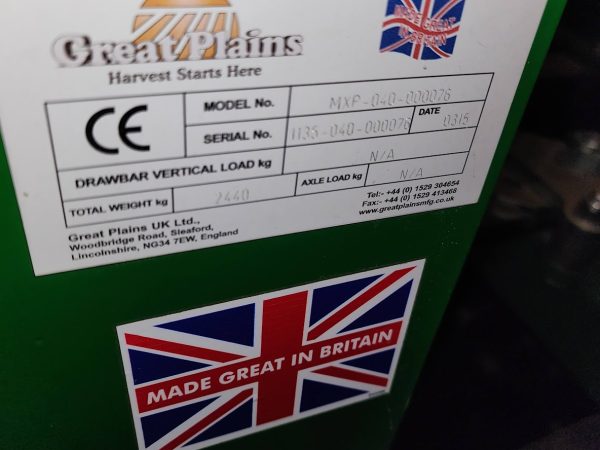 Great Plains
Harvest Starts Here
MADE GREAT
IN BRITAIN
CE
MODEL No. MXP-040-000076
SERIAL No. 1135-040-000076 DATE 0315
DRAWBAR VERTICAL LOAD kg N/A
TOTAL WEIGHT kg 2440 AXLE LOAD kg N/A
Great Plains UK Ltd.,
Woodbridge Road, Sleaford,
Lincolnshire, NG34 7EW, England
Tel:- +44 (0) 1529 304654
Fax:- +44 (0) 1529 413468
www.greatplainsmfg.co.uk
MADE GREAT IN BRITAIN